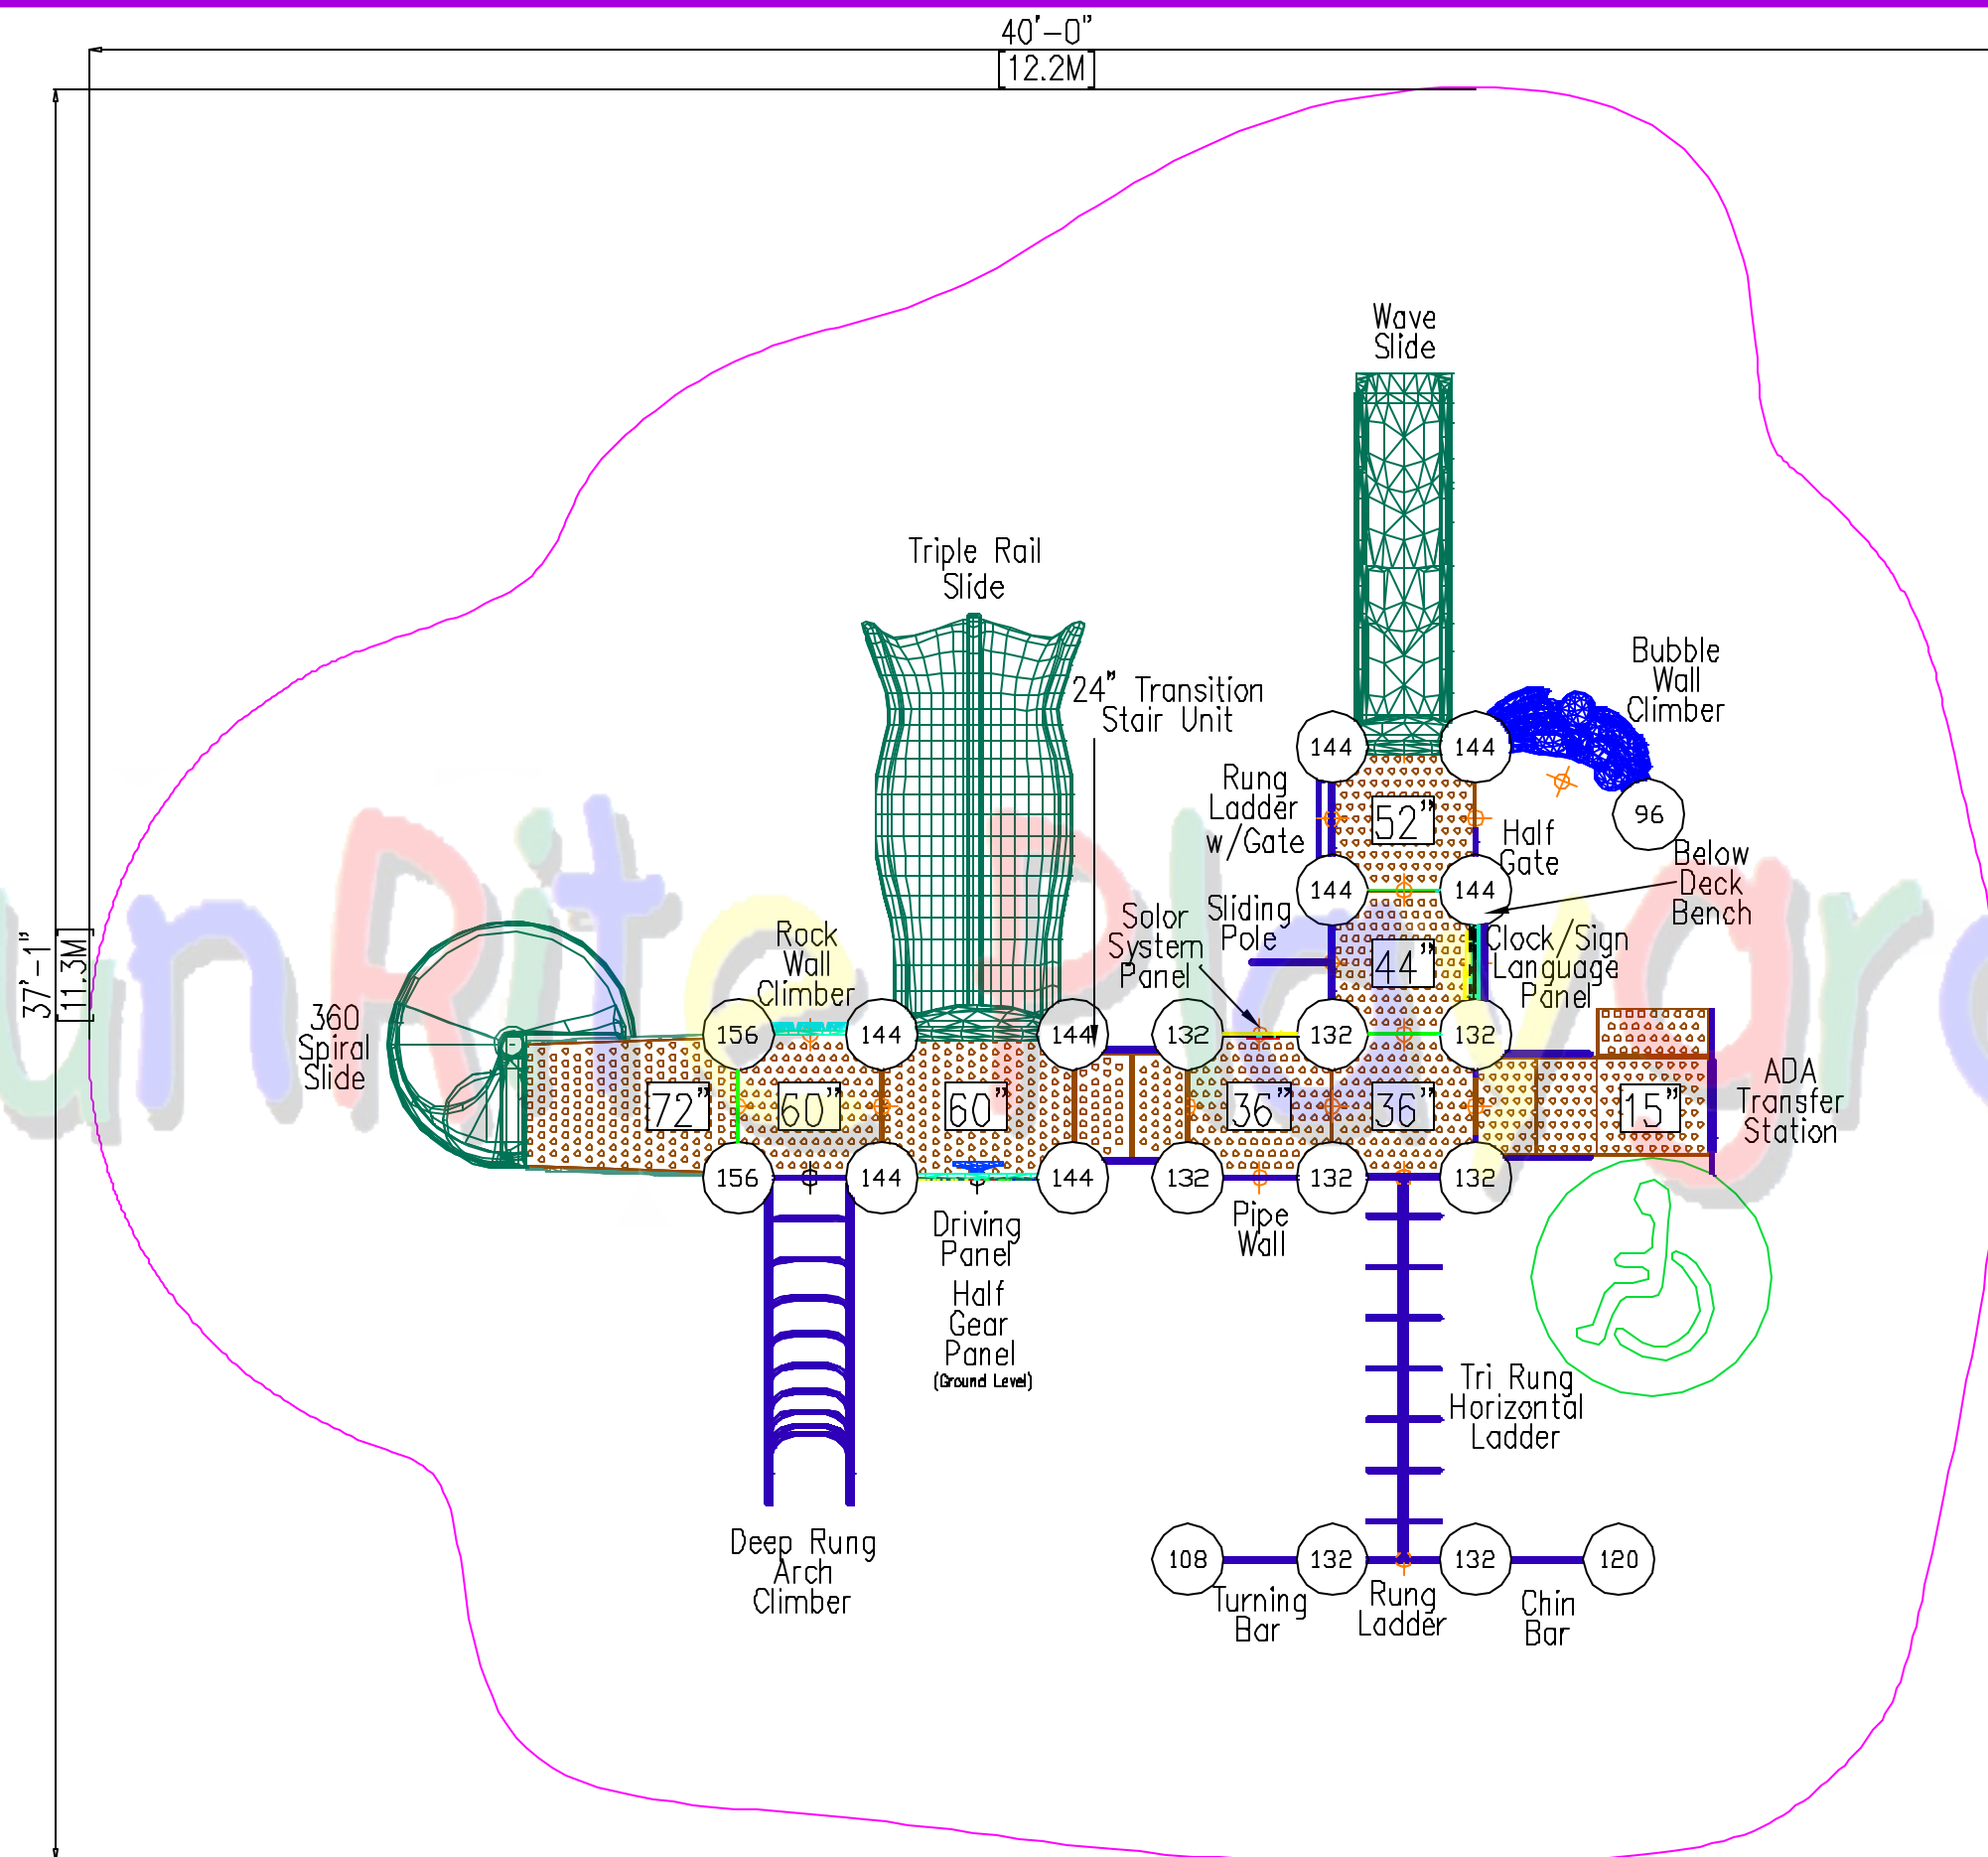 40'-0"
[12.2M]
37'-1"
[11.3M]
Wave
Slide
Triple Rail
Slide
24" Transition
Stair Unit
Bubble
Wall
Climber
144
144
Rung
Ladder
w/Gate
52"
96
Half
Gate
Below
Deck
Bench
144
144
Solor
System
Panel
Sliding
Pole
Rock
Wall
Climber
44"
Clock/Sign
Language
Panel
360
Spiral
Slide
156
144
144
132
132
132
72"
60"
60"
36"
36"
15"
ADA
Transfer
Station
156
144
144
132
132
132
Driving
Panel
Half
Gear
Panel
(Ground Level)
Pipe
Wall
Tri Rung
Horizontal
Ladder
Deep Rung
Arch
Climber
108
132
132
120
Turning
Bar
Rung
Ladder
Chin
Bar
unRite Playgro